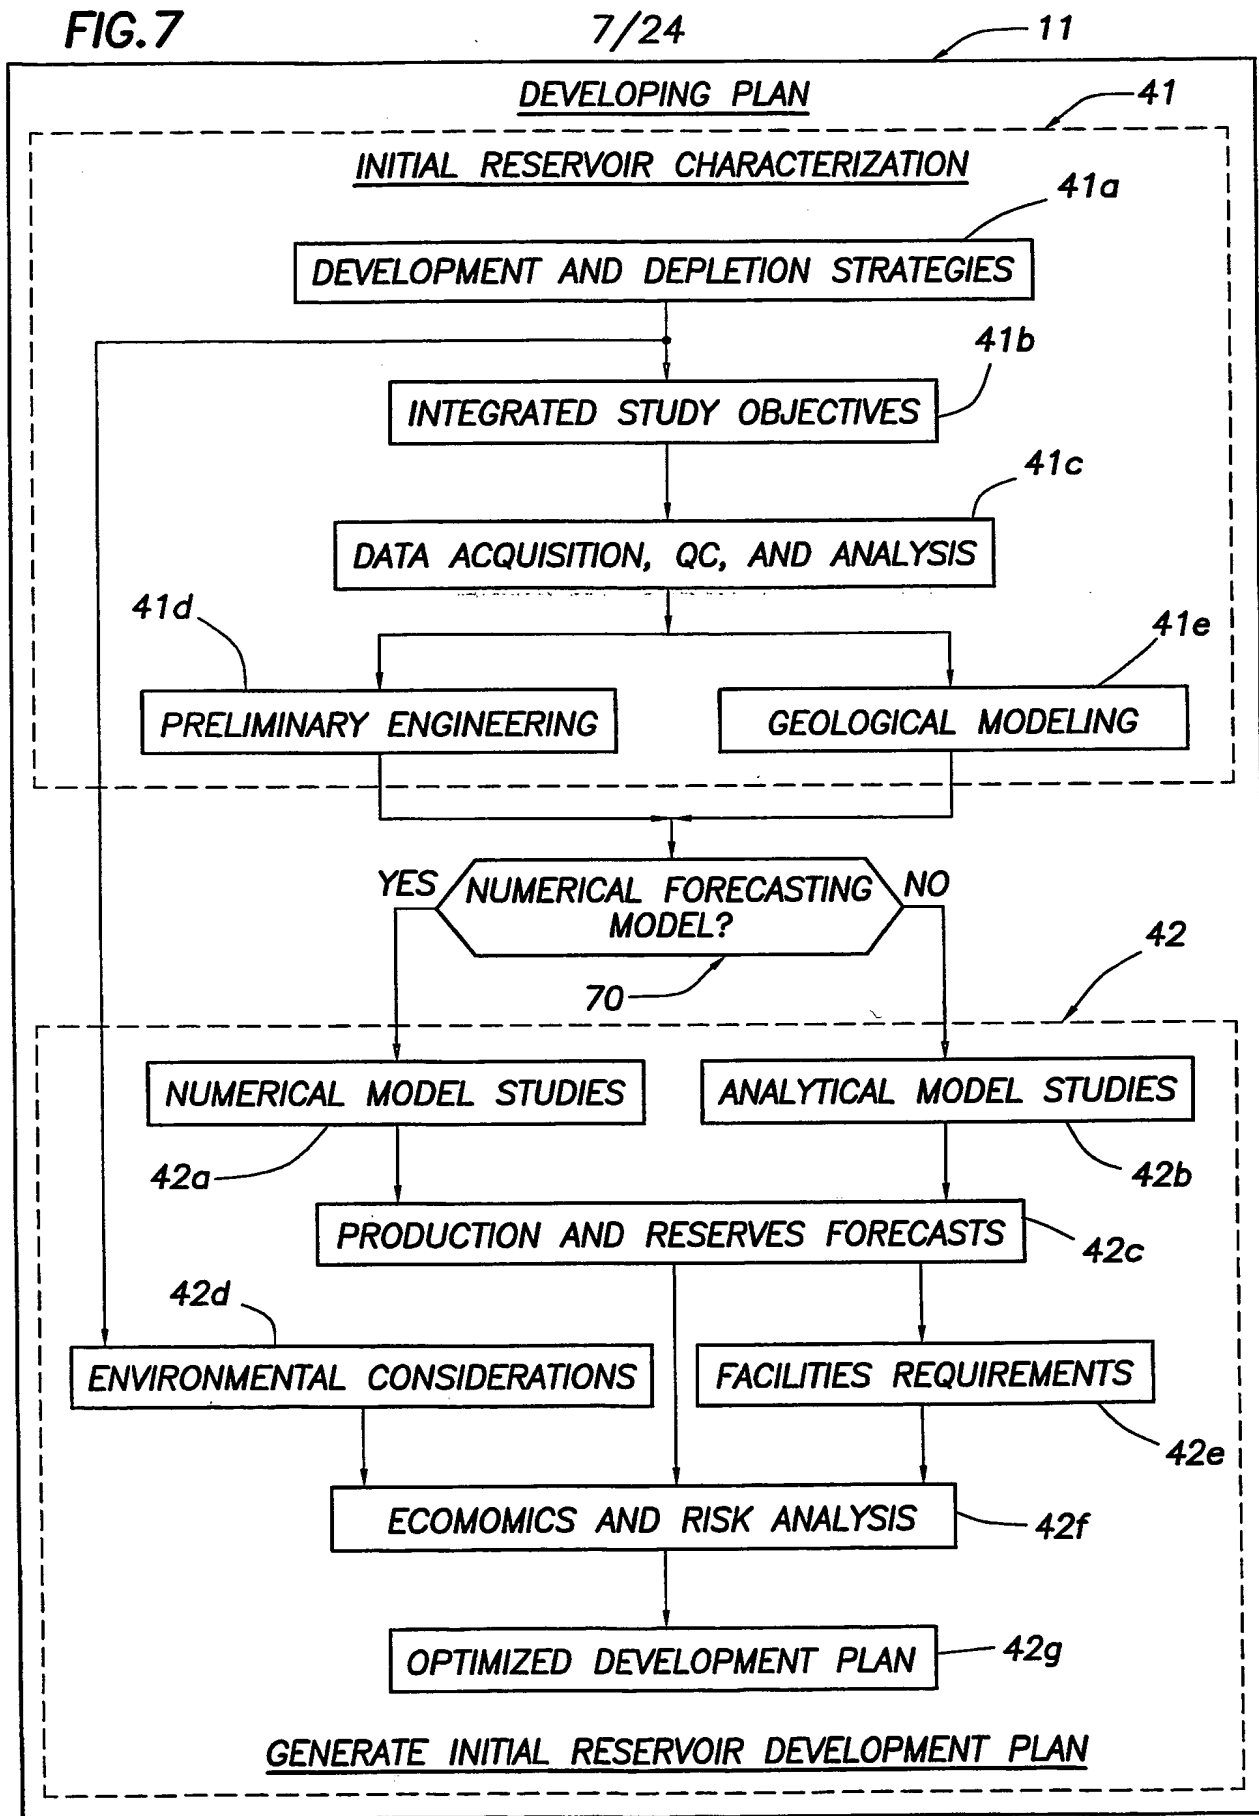 FIG.7
7/24
11
DEVELOPING PLAN
41
INITIAL RESERVOIR CHARACTERIZATION
41a
DEVELOPMENT AND DEPLETION STRATEGIES
41b
INTEGRATED STUDY OBJECTIVES
41c
DATA ACQUISITION, QC, AND ANALYSIS
41d
41e
PRELIMINARY ENGINEERING
GEOLOGICAL MODELING
YES
NUMERICAL FORECASTING
MODEL?
NO
70
42
NUMERICAL MODEL STUDIES
ANALYTICAL MODEL STUDIES
42a
42b
PRODUCTION AND RESERVES FORECASTS
42c
42d
ENVIRONMENTAL CONSIDERATIONS
FACILITIES REQUIREMENTS
42e
ECOMOMICS AND RISK ANALYSIS
42f
OPTIMIZED DEVELOPMENT PLAN
42g
GENERATE INITIAL RESERVOIR DEVELOPMENT PLAN